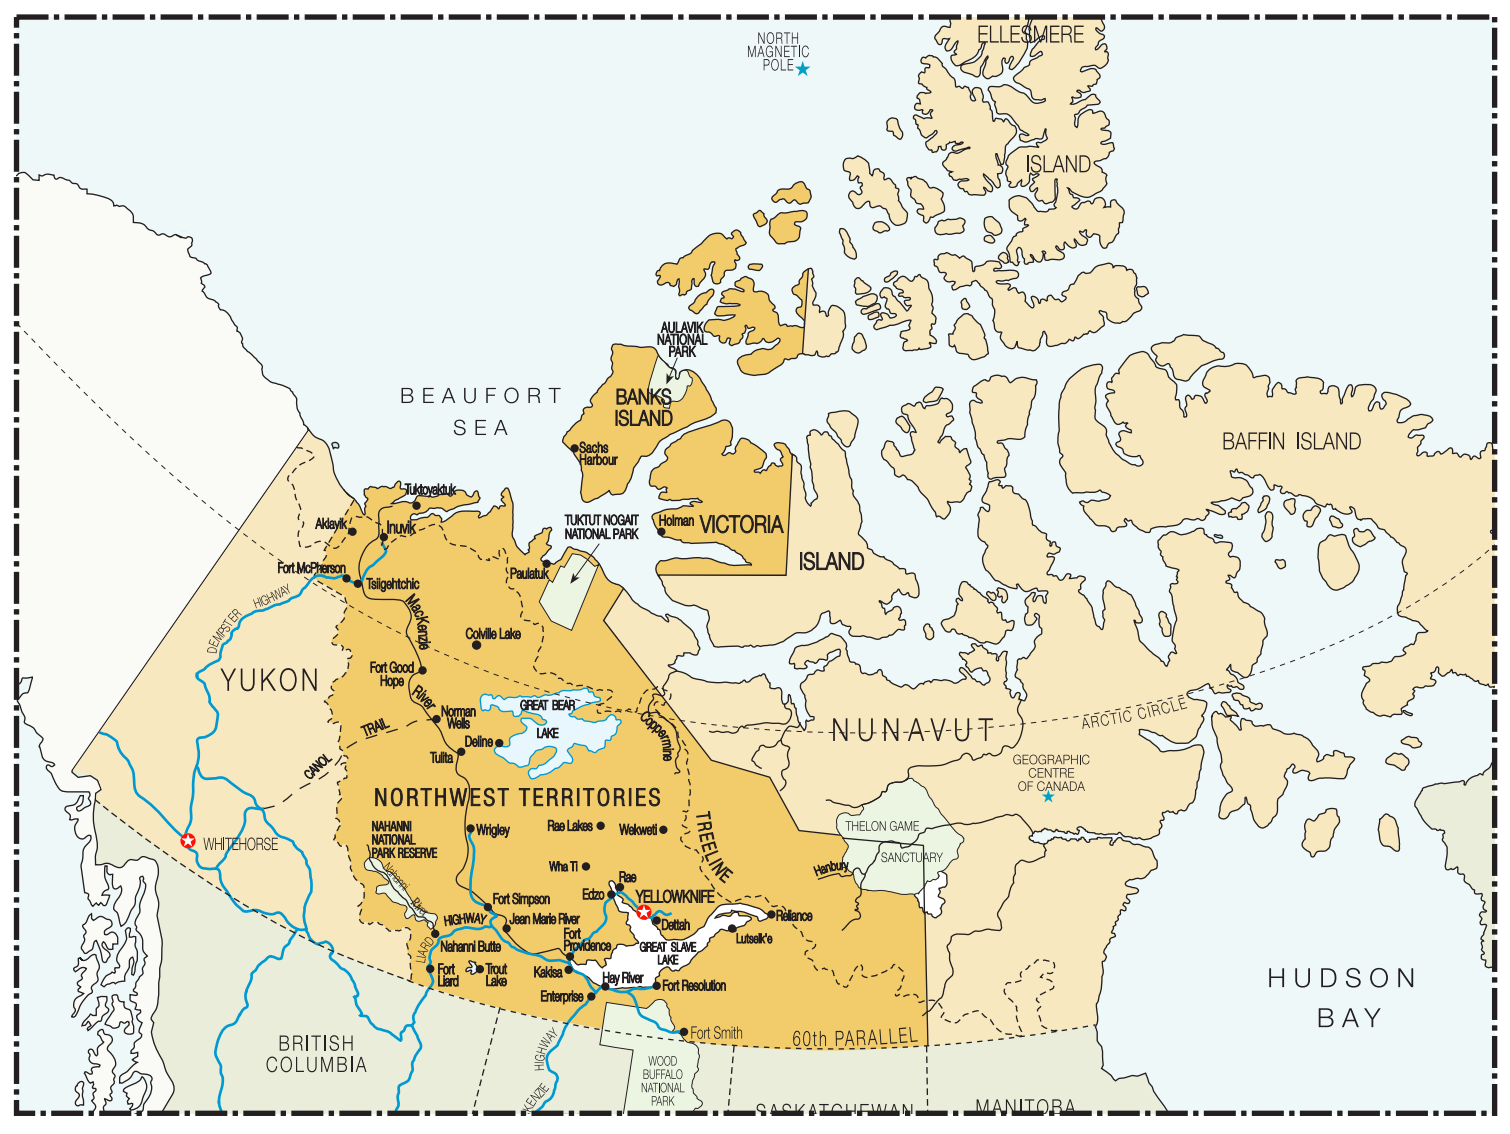 ELLESMERE
NORTH
MAGNETIC
POLE
ISLAND
AULAVIK
NATIONAL
PARK
BEAUFORT
SEA
BANKS
ISLAND
BAFFIN ISLAND
Sachs
Harbour
Tuktoyaktuk
Aklavik
Inuvik
TUKTUT NOGAIT
NATIONAL PARK
Holman
VICTORIA
ISLAND
Fort McPherson
Tsiigehtchic
Paulatuk
DEMPSTER HIGHWAY
MacKenzie
River
Colville Lake
Fort Good
Hope
YUKON
Norman
Wells
GREAT BEAR
LAKE
Coppermine
NUNAVUT
ARCTIC CIRCLE
CANOL TRAIL
Deline
Tulita
GEOGRAPHIC
CENTRE
OF CANADA
NORTHWEST TERRITORIES
NAHANNI
NATIONAL
PARK RESERVE
Wrigley
Rae Lakes
Wekweti
TREELINE
THELON GAME
SANCTUARY
WHITEHORSE
Hanbury
Wha Ti
Nahanni
River
Rae
Edzo
YELLOWKNIFE
Fort Simpson
LIARD HIGHWAY
Jean Marie River
Dettah
Reliance
Lutselk'e
Fort
Providence
GREAT SLAVE
LAKE
Nahanni Butte
Fort
Liard
Trout
Lake
Kakisa
Hay River
Fort Resolution
Enterprise
HUDSON
BAY
Fort Smith
60th PARALLEL
BRITISH
COLUMBIA
KENZIE HIGHWAY
WOOD
BUFFALO
NATIONAL
PARK
SASKATCHEWAN
MANITOBA